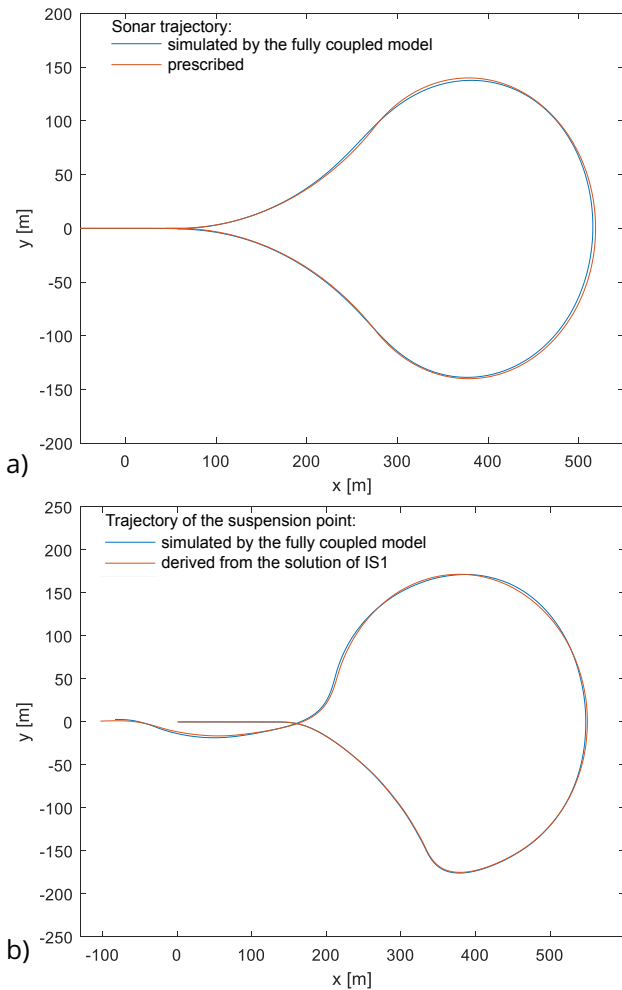 200
Sonar trajectory:
simulated by the fully coupled model
150
prescribed
100
50
y [m]
0
-50
-100
-150
-200
0 100 200 300 400 500
a)
x [m]
250
Trajectory of the suspension point:
simulated by the fully coupled model
200
derived from the solution of IS1
150
100
50
y [m]
0
-50
-100
-150
-200
-250
b)
-100 0 100 200 300 400 500
x [m]